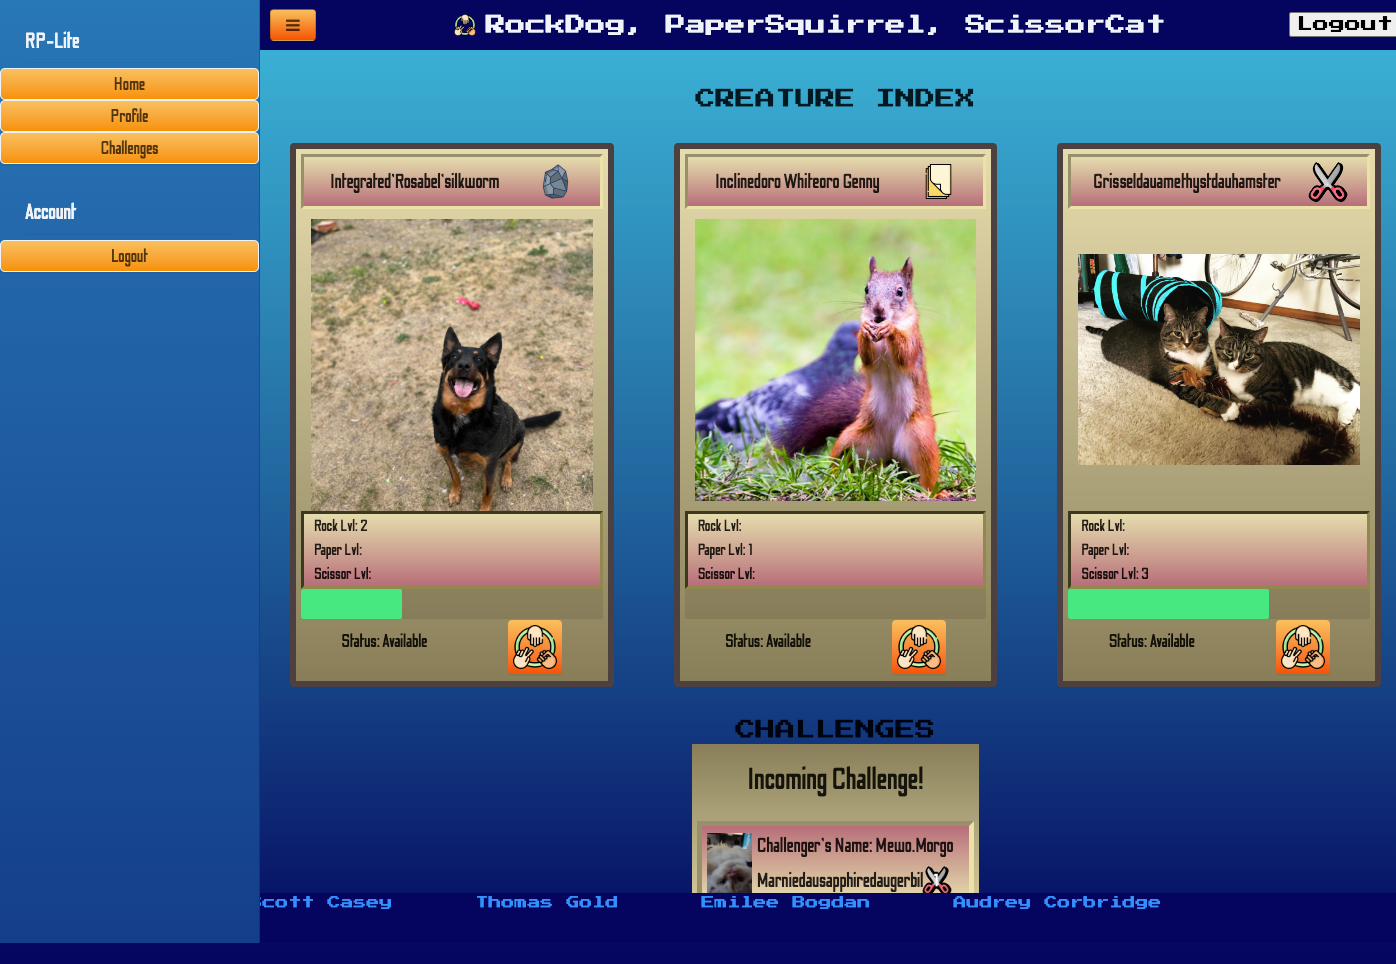 RP-Lite
Home
Profile
Challenges
Account
Logout
RockDog, PaperSquirrel, ScissorCat
Logout
CREATURE INDEX
Integrated'Rosabel'silkworm
Rock Lvl: 2
Paper Lvl:
Scissor Lvl:
Status: Available
Inclinedoro Whiteoro Genny
Rock Lvl:
Paper Lvl: 1
Scissor Lvl:
Status: Available
Grisseldauamethystdauhamster
Rock Lvl:
Paper Lvl:
Scissor Lvl: 3
Status: Available
CHALLENGES
Incoming Challenge!
Challenger's Name: Mewo.Morgo
Marniedausapphiredaugerbil
Scott Casey
Thomas Gold
Emilee Bogdan
Audrey Corbridge